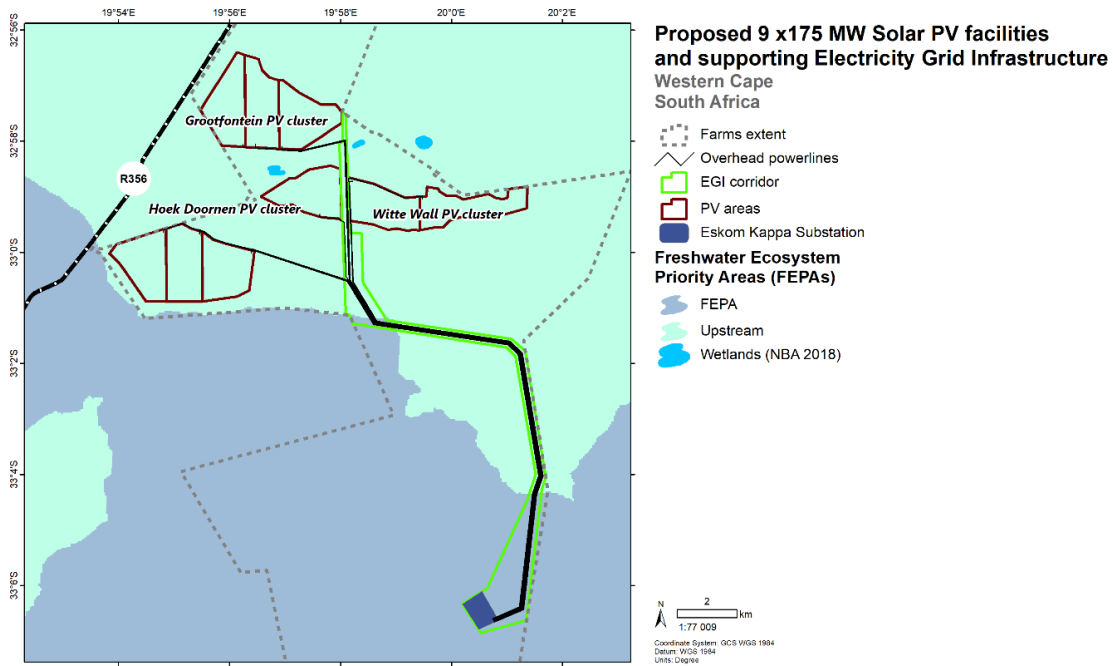 19°54'E
19°56'E
19°58'E
20°0'E
20°2'E
32°56'S
32°58'S
33°0'S
33°2'S
33°4'S
33°6'S
Grootfontein PV cluster
R356
Hoek Doornen PV cluster
Witte Wall PV cluster
Proposed 9 x175 MW Solar PV facilities
and supporting Electricity Grid Infrastructure
Western Cape
South Africa
Farms extent
Overhead powerlines
EGI corridor
PV areas
Eskom Kappa Substation
Freshwater Ecosystem
Priority Areas (FEPAs)
FEPA
Upstream
Wetlands (NBA 2018)
N
2
km
1:77 009
Coordinate System: GCS WGS 1984
Datum: WGS 1984
Units: Degree